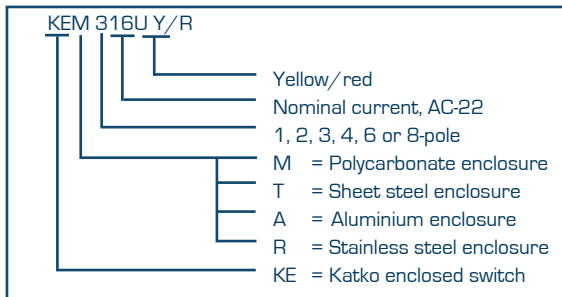 KEM 316U Y/R
Yellow/red
Nominal current, AC-22
1, 2, 3, 4, 6 or 8-pole
M = Polycarbonate enclosure
T = Sheet steel enclosure
A = Aluminium enclosure
R = Stainless steel enclosure
KE = Katko enclosed switch